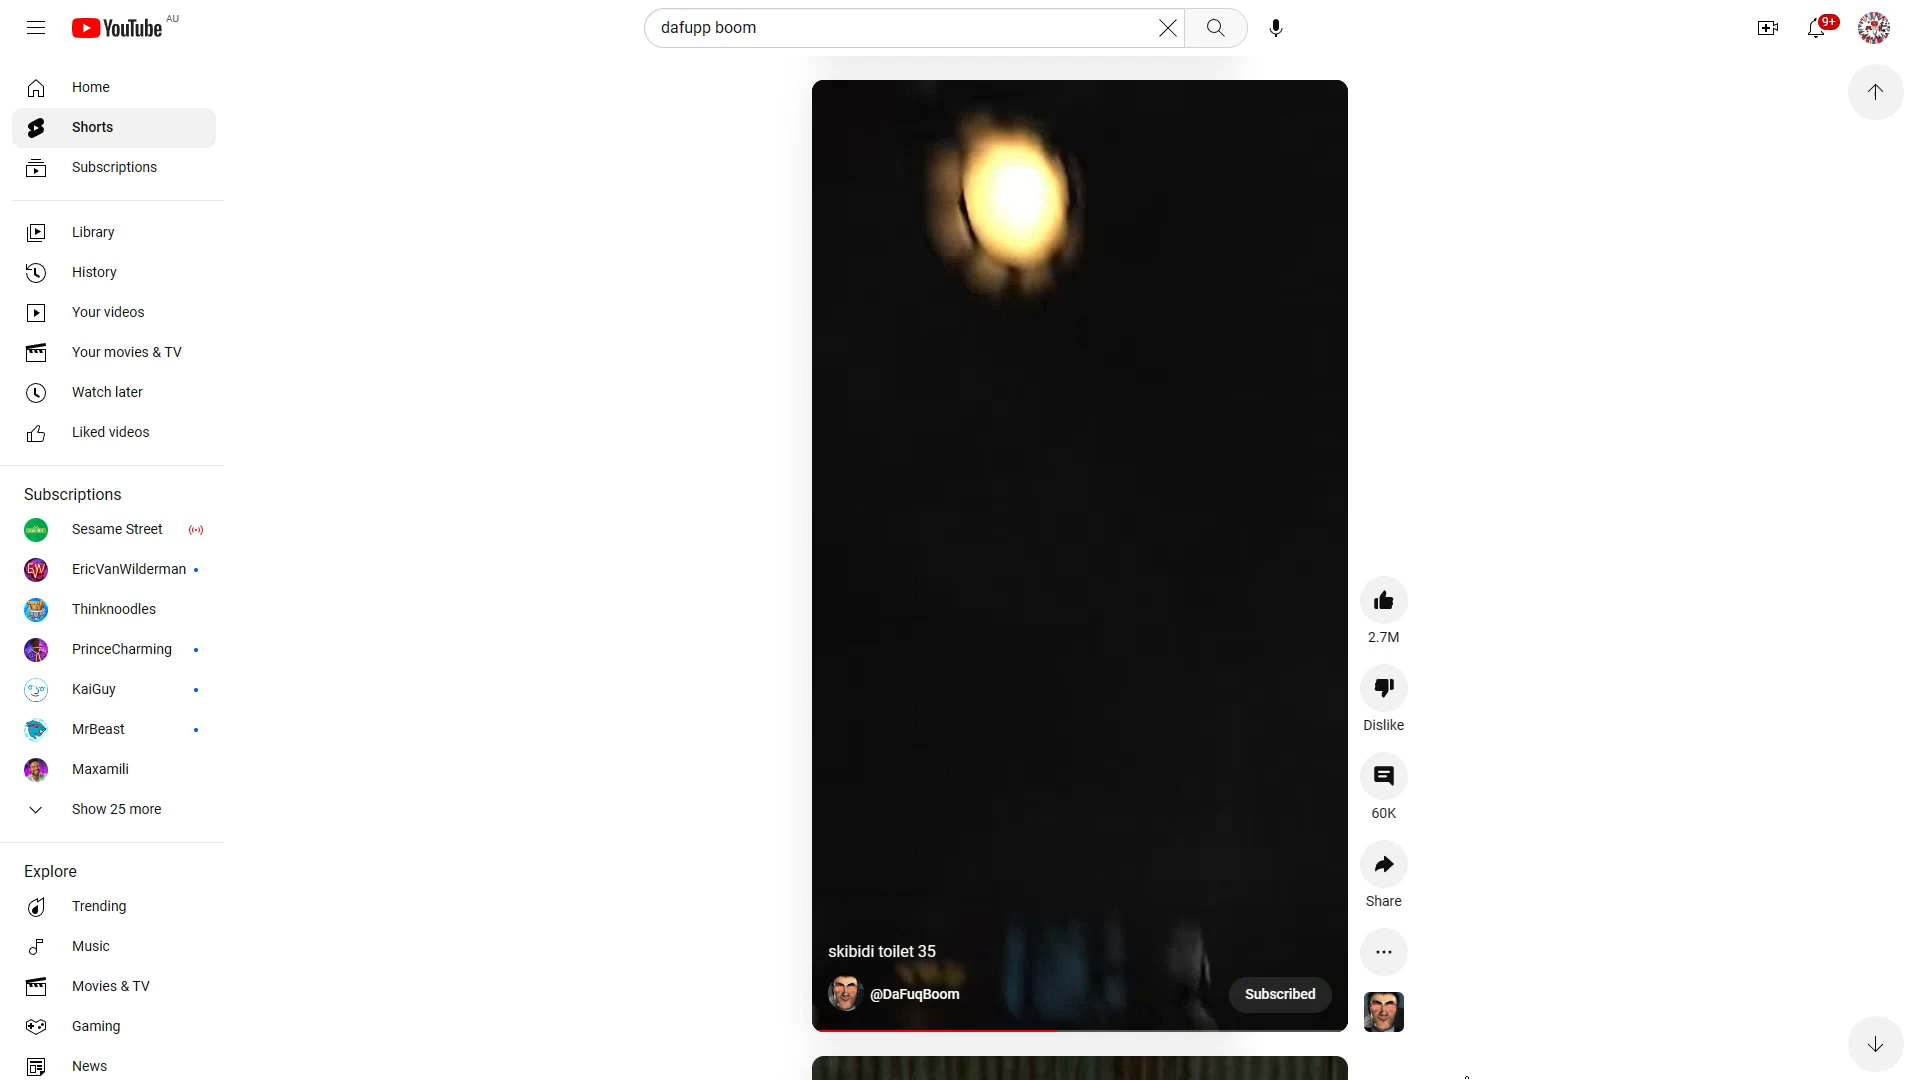 YouTube AU
dafupp boom
9+
Home
Shorts
Subscriptions
Library
History
Your videos
Your movies & TV
Watch later
Liked videos
Subscriptions
Sesame Street
EricVanWilderman
Thinknoodles
PrinceCharming
KaiGuy
MrBeast
Maxamili
Show 25 more
Explore
Trending
Music
Movies & TV
Gaming
News
skibidi toilet 35
@DaFuqBoom
Subscribed
2.7M
Dislike
60K
Share